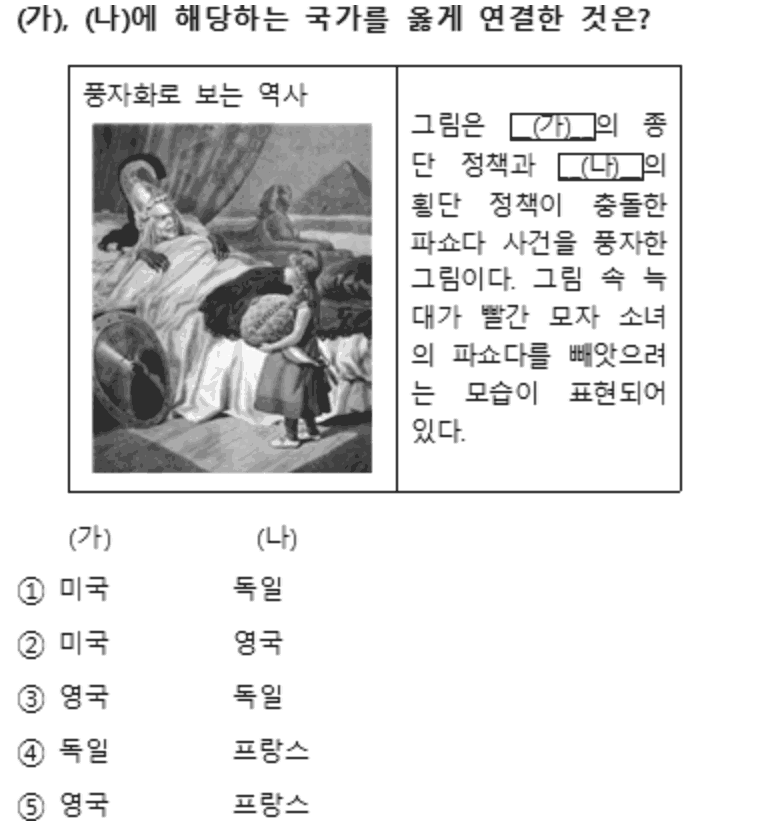 (가), (나)에 해당하는 국가를 옳게 연결한 것은?
풍자화로 보는 역사
그림은 (가)의 종
단 정책과 (나)의
횡단 정책이 충돌한
파쇼다 사건을 풍자한
그림이다. 그림 속 늑
대가 빨간 모자 소녀
의 파쇼다를 빼앗으려
는 모습이 표현되어
있다.
(가) (나)
① 미국 독일
② 미국 영국
③ 영국 독일
④ 독일 프랑스
⑤ 영국 프랑스